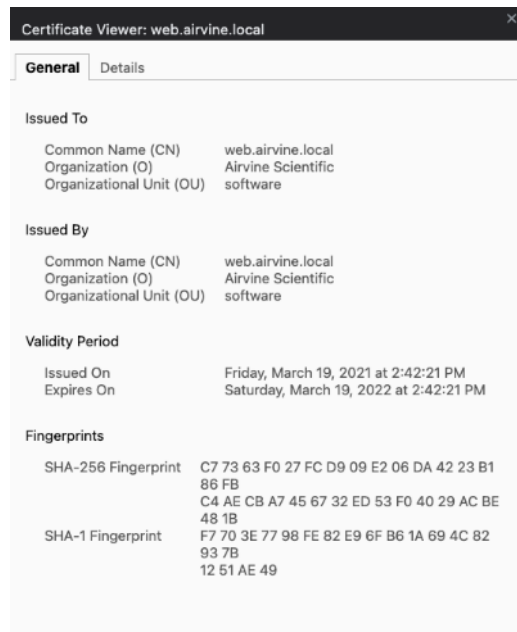 Certificate Viewer: web.airvine.local
×
General Details
Issued To
Common Name (CN) web.airvine.local
Organization (O) Airvine Scientific
Organizational Unit (OU) software
Issued By
Common Name (CN) web.airvine.local
Organization (O) Airvine Scientific
Organizational Unit (OU) software
Validity Period
Issued On Friday, March 19, 2021 at 2:42:21 PM
Expires On Saturday, March 19, 2022 at 2:42:21 PM
Fingerprints
SHA-256 Fingerprint C7 73 63 F0 27 FC D9 09 E2 06 DA 42 23 B1
86 FB
C4 AE CB A7 45 67 32 ED 53 F0 40 29 AC BE
48 1B
SHA-1 Fingerprint F7 70 3E 77 98 FE 82 E9 6F B6 1A 69 4C 82
93 7B
12 51 AE 49